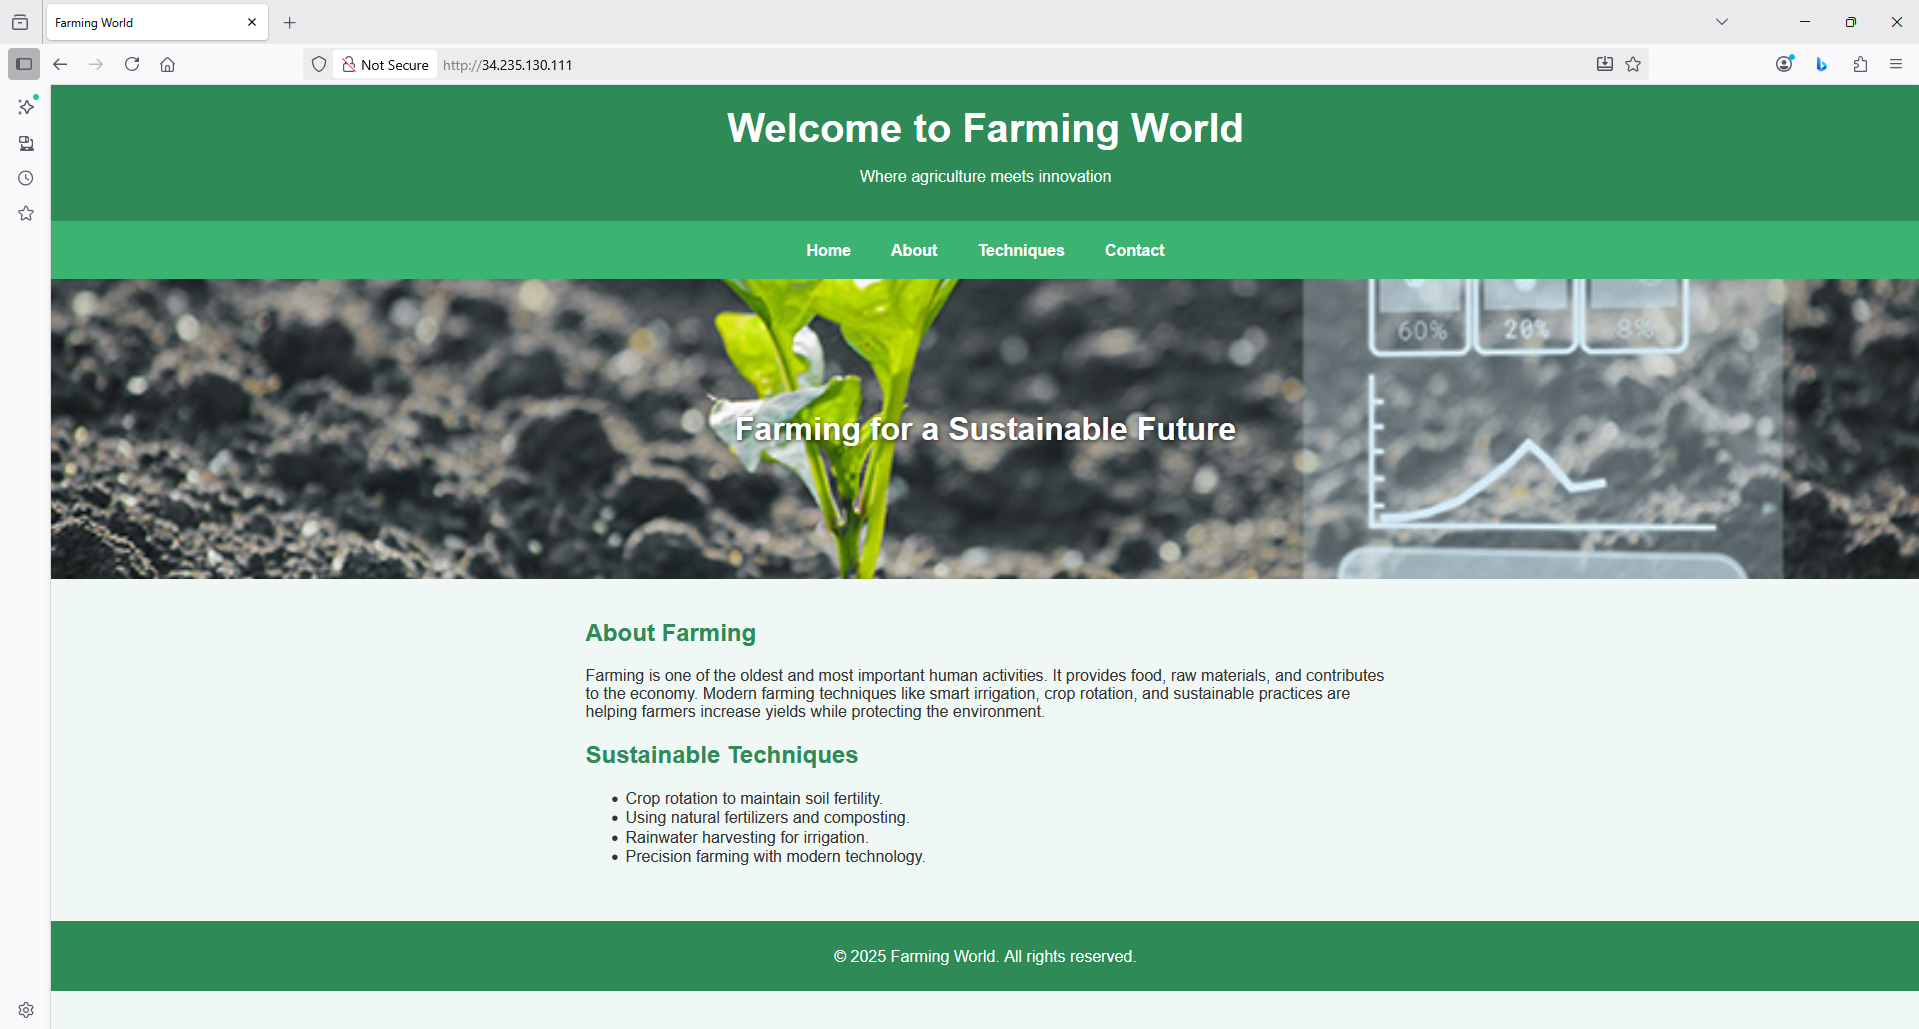 Farming World
Not Secure
http://34.235.130.111
Welcome to Farming World
Where agriculture meets innovation
Home About Techniques Contact
60% 20% 8%
Farming for a Sustainable Future
About Farming
Farming is one of the oldest and most important human activities. It provides food, raw materials, and contributes
to the economy. Modern farming techniques like smart irrigation, crop rotation, and sustainable practices are
helping farmers increase yields while protecting the environment.
Sustainable Techniques
• Crop rotation to maintain soil fertility.
• Using natural fertilizers and composting.
• Rainwater harvesting for irrigation.
• Precision farming with modern technology.
© 2025 Farming World. All rights reserved.